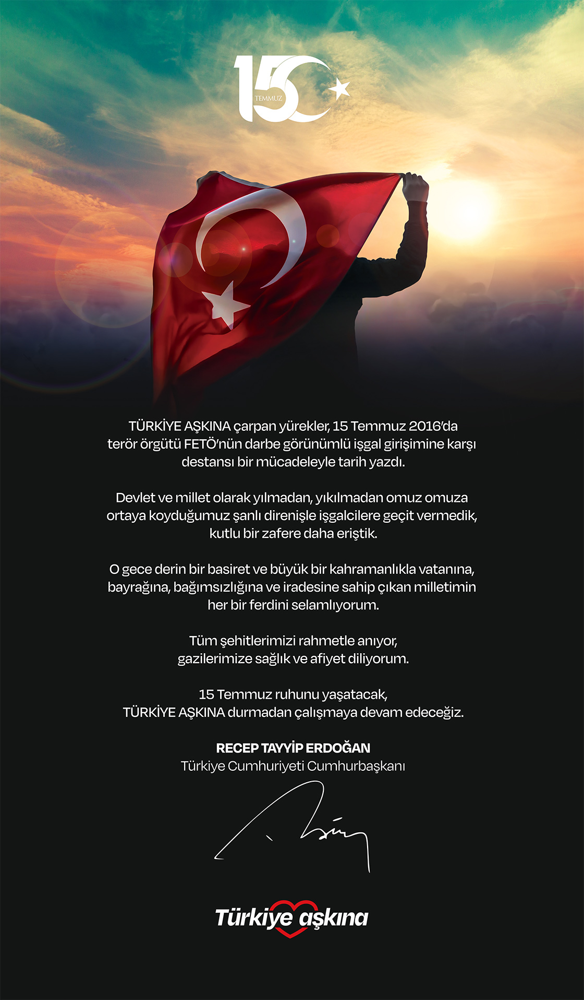 15
TEMMUZ
TÜRKİYE AŞKINA çarpan yürekler, 15 Temmuz 2016’da
terör örgütü FETÖ’nün darbe görünümlü işgal girişimine karşı
destansı bir mücadeleyle tarih yazdı.
Devlet ve millet olarak yılmadan, yıkılmadan omuz omuza
ortaya koyduğumuz şanlı direnişle işgalcilere geçit vermedik,
kutlu bir zafere daha eriştik.
O gece derin bir basiret ve büyük bir kahramanlıkla vatanına,
bayrağına, bağımsızlığına ve iradesine sahip çıkan milletimin
her bir ferdini selamlıyorum.
Tüm şehitlerimizi rahmetle anıyor,
gazilerimize sağlık ve afiyet diliyorum.
15 Temmuz ruhunu yaşatacak,
TÜRKİYE AŞKINA durmadan çalışmaya devam edeceğiz.
RECEP TAYYİP ERDOĞAN
Türkiye Cumhuriyeti Cumhurbaşkanı
Türkiye aşkına